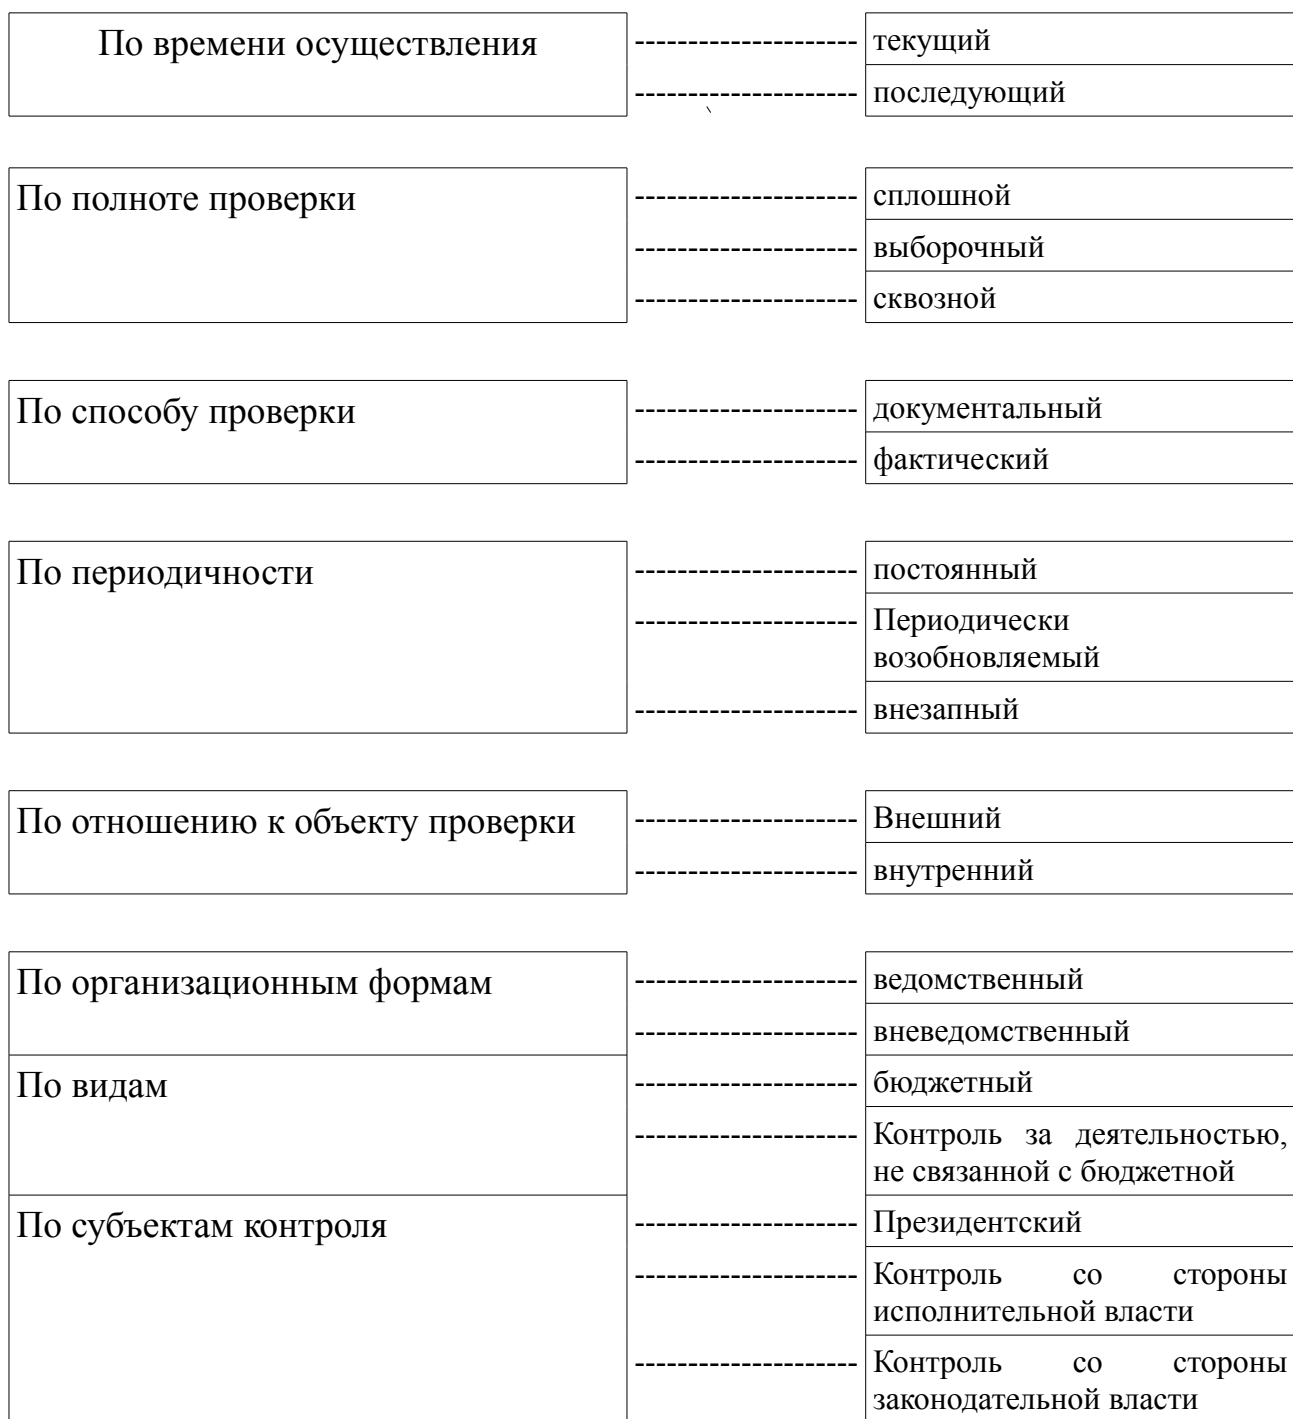 По времени осуществления --------------------- текущий
--------------------- последующий
По полноте проверки --------------------- сплошной
--------------------- выборочный
--------------------- сквозной
По способу проверки --------------------- документальный
--------------------- фактический
По периодичности --------------------- постоянный
--------------------- Периодически
возобновляемый
--------------------- внезапный
По отношению к объекту проверки --------------------- Внешний
--------------------- внутренний
По организационным формам --------------------- ведомственный
--------------------- вневедомственный
По видам --------------------- бюджетный
--------------------- Контроль за деятельностью,
не связанной с бюджетной
По субъектам контроля --------------------- Президентский
--------------------- Контроль со стороны
исполнительной власти
--------------------- Контроль со стороны
законодательной власти